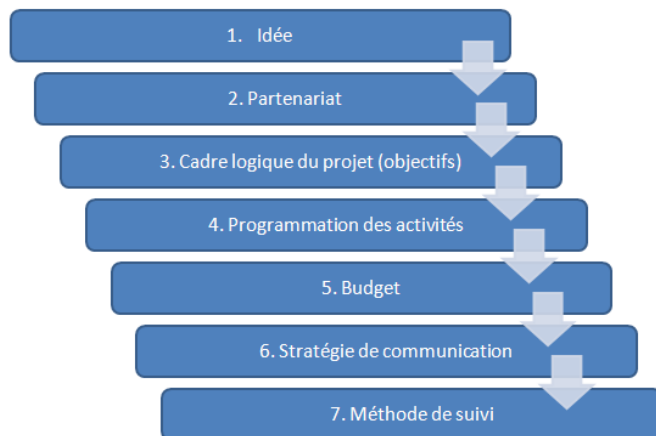 1. Idée
2. Partenariat
3. Cadre logique du projet (objectifs)
4. Programmation des activités
5. Budget
6. Stratégie de communication
7. Méthode de suivi